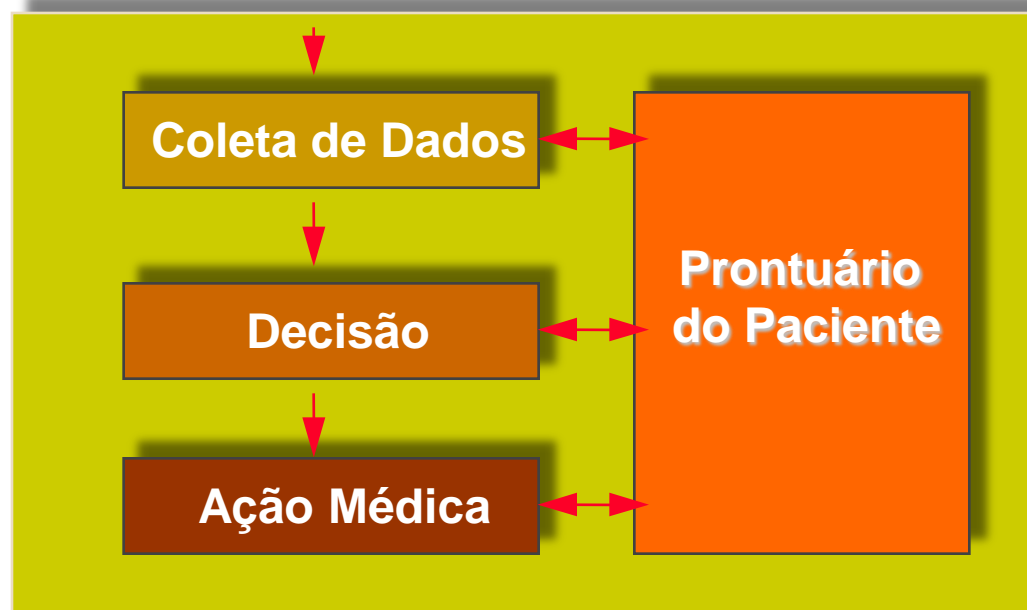 Coleta de Dados
Decisão
Ação Médica
Prontuário
do Paciente